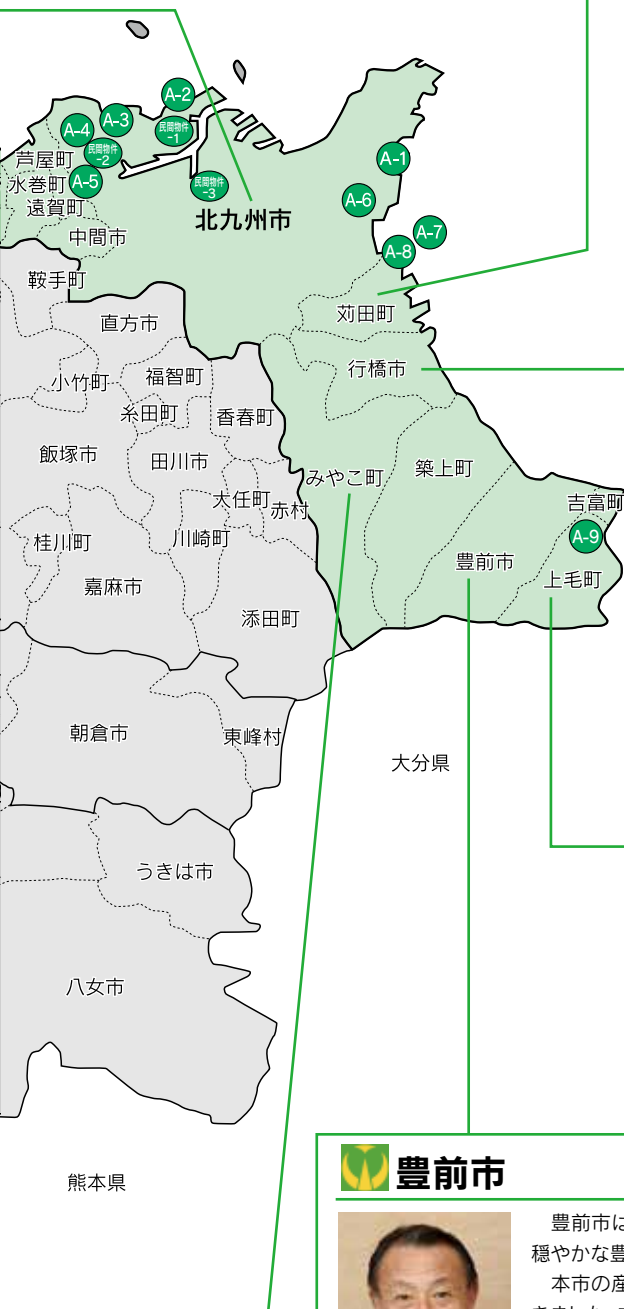 A-2
A-3
A-4
民間物件
-1
民間物件
-2
芦屋町
A-1
水巻町
A-5
民間物件
-3
A-6
遠賀町
北九州市
中間市
A-7
A-8
鞍手町
苅田町
直方市
行橋市
小竹町
福智町
糸田町
香春町
飯塚市
田川市
みやこ町
築上町
大任町
赤村
吉富町
桂川町
川崎町
A-9
豊前市
上毛町
嘉麻市
添田町
朝倉市
東峰村
大分県
うきは市
八女市
熊本県
豊前市
豊前市は
穏やかな豊
本市の産